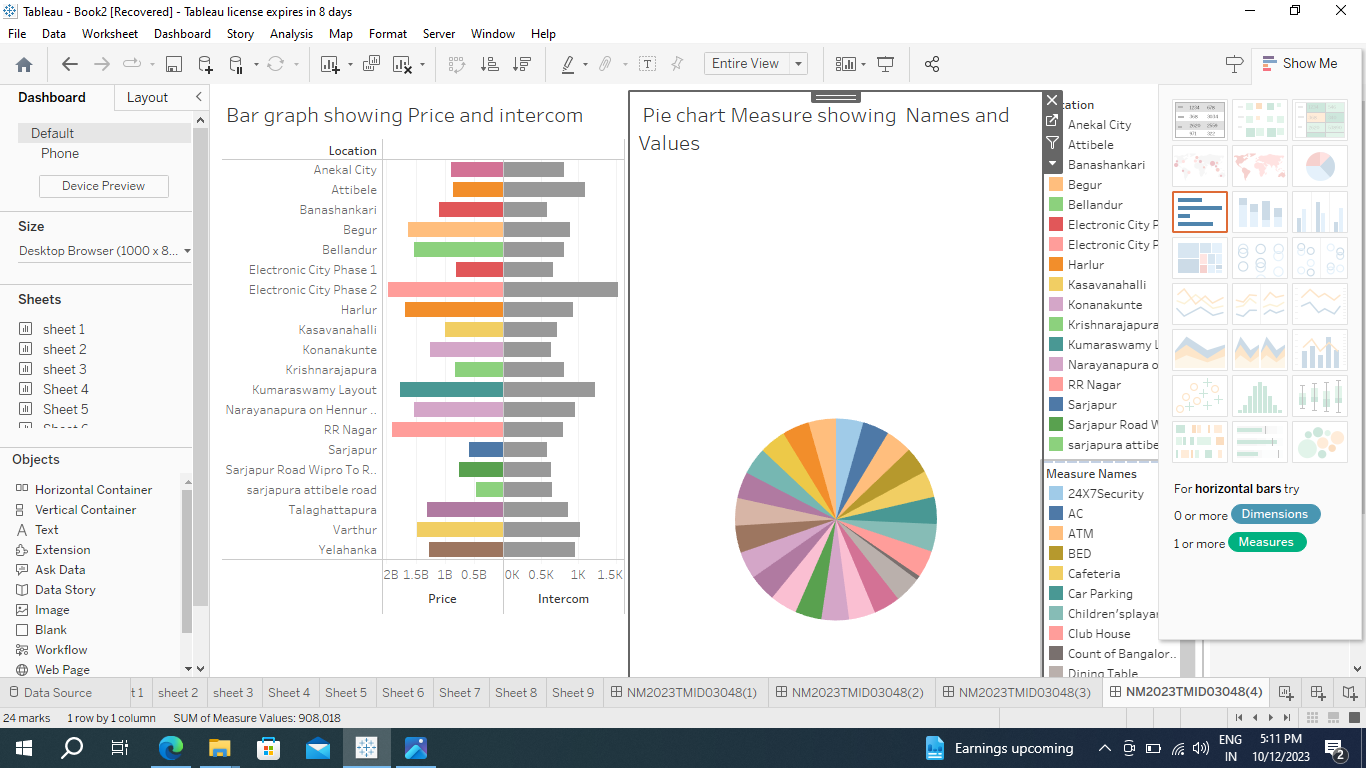 Tableau - Book2 [Recovered] - Tableau license expires in 8 days
File Data Worksheet Dashboard Story Analysis Map Format Server Window Help
Entire View
Show Me
Dashboard Layout
Default
Phone
Device Preview
Size
Desktop Browser (1000 x 8...
Sheets
sheet 1
sheet 2
sheet 3
Sheet 4
Sheet 5
Objects
Horizontal Container
Vertical Container
Text
Extension
Ask Data
Data Story
Image
Blank
Workflow
Web Page
Bar graph showing Price and intercom
Location
Anekal City
Attibele
Banashankari
Begur
Bellandur
Electronic City Phase 1
Electronic City Phase 2
Harlur
Kasavanahalli
Konanakunte
Krishnarajapura
Kumaraswamy Layout
Narayanapura on Hennur ..
RR Nagar
Sarjapur
Sarjapur Road Wipro To R..
sarjapura attibele road
Talaghattapura
Varthur
Yelahanka
2B 1.5B 1B 0.5B 0K 0.5K 1K 1.5K
Price Intercom
Pie chart Measure showing Names and
Values
cation
Anekal City
Attibele
Banashankari
Begur
Bellandur
Electronic City P
Electronic City P
Harlur
Kasavanahalli
Konanakunte
Krishnarajapura
Kumaraswamy L
Narayanapura o
RR Nagar
Sarjapur
Sarjapur Road W
sarjapura attibe
Measure Names
24X7Security
AC
ATM
BED
Cafeteria
Car Parking
Children'splayar
Club House
Count of Bangalor..
Dining Table
For horizontal bars try
0 or more Dimensions
1 or more Measures
Data Source t 1 sheet 2 sheet 3 Sheet 4 Sheet 5 Sheet 6 Sheet 7 Sheet 8 Sheet 9 NM2023TMID03048(1) NM2023TMID03048(2) NM2023TMID03048(3) NM2023TMID03048(4)
24 marks 1 row by 1 column SUM of Measure Values: 908,018
Earnings upcoming
ENG
IN
5:11 PM
10/12/2023
2